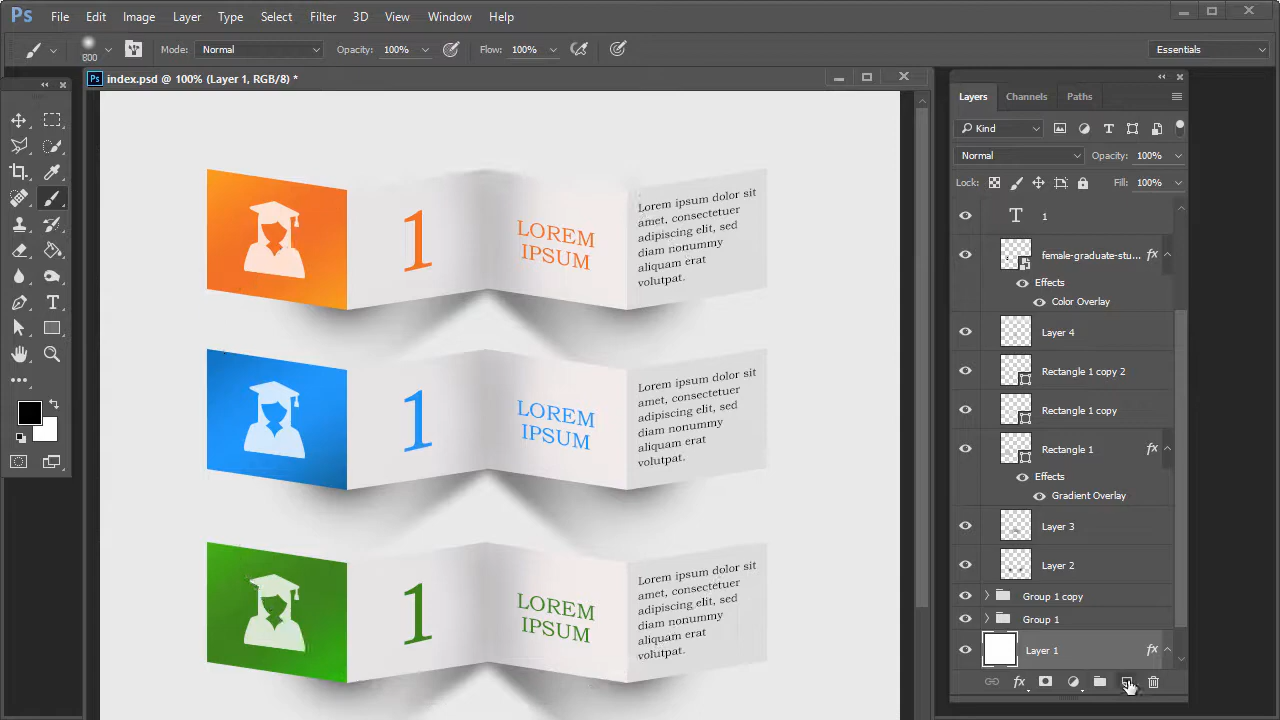 Ps File Edit Image Layer Type Select Filter 3D View Window Help
800 Mode: Normal Opacity: 100% Flow: 100% Essentials
Ps index.psd @ 100% (Layer 1, RGB/8) *
1
LOREM
IPSUM
Lorem ipsum dolor sit
amet, consectetuer
adipiscing elit, sed
diam nonummy
aliquam erat
volutpat.
1
LOREM
IPSUM
Lorem ipsum dolor sit
amet, consectetuer
adipiscing elit, sed
diam nonummy
aliquam erat
volutpat.
1
LOREM
IPSUM
Lorem ipsum dolor sit
amet, consectetuer
adipiscing elit, sed
diam nonummy
aliquam erat
volutpat.
Layers Channels Paths
Kind
Normal Opacity: 100%
Lock: Fill: 100%
T 1
female-graduate-stu... fx
Effects
Color Overlay
Layer 4
Rectangle 1 copy 2
Rectangle 1 copy
Rectangle 1 fx
Effects
Gradient Overlay
Layer 3
Layer 2
Group 1 copy
Group 1
Layer 1 fx
fx